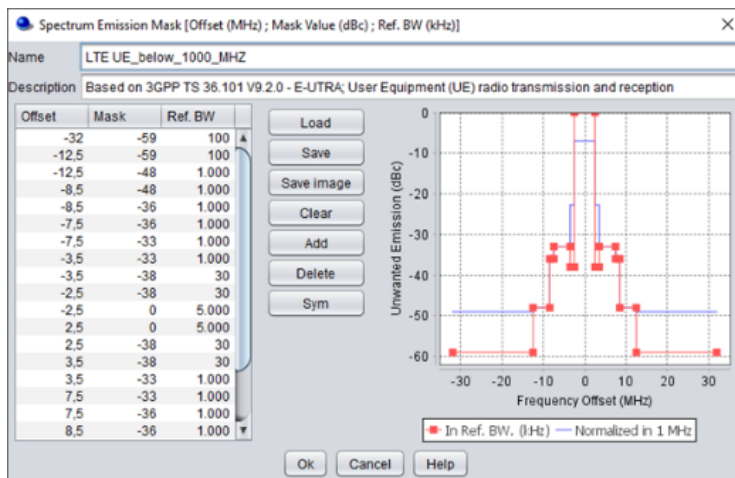 Spectrum Emission Mask [Offset (MHz) ; Mask Value (dBc) ; Ref. BW (kHz)]
Name LTE UE_below_1000_MHZ
Description Based on 3GPP TS 36.101 V9.2.0 - E-UTRA; User Equipment (UE) radio transmission and reception
Offset Mask Ref. BW
-32 -59 100
-12,5 -59 100
-12,5 -48 1.000
-8,5 -48 1.000
-8,5 -36 1.000
-7,5 -36 1.000
-7,5 -33 1.000
-3,5 -33 1.000
-3,5 -38 30
-2,5 -38 30
-2,5 0 5.000
2,5 0 5.000
2,5 -38 30
3,5 -38 30
3,5 -33 1.000
7,5 -33 1.000
7,5 -36 1.000
8,5 -36 1.000
Load
Save
Save image
Clear
Add
Delete
Sym
Unwanted Emission (dBc)
0
-10
-20
-30
-40
-50
-60
-30 -20 -10 0 10 20 30
Frequency Offset (MHz)
In Ref. BW. (kHz) Normalized in 1 MHz
Ok Cancel Help